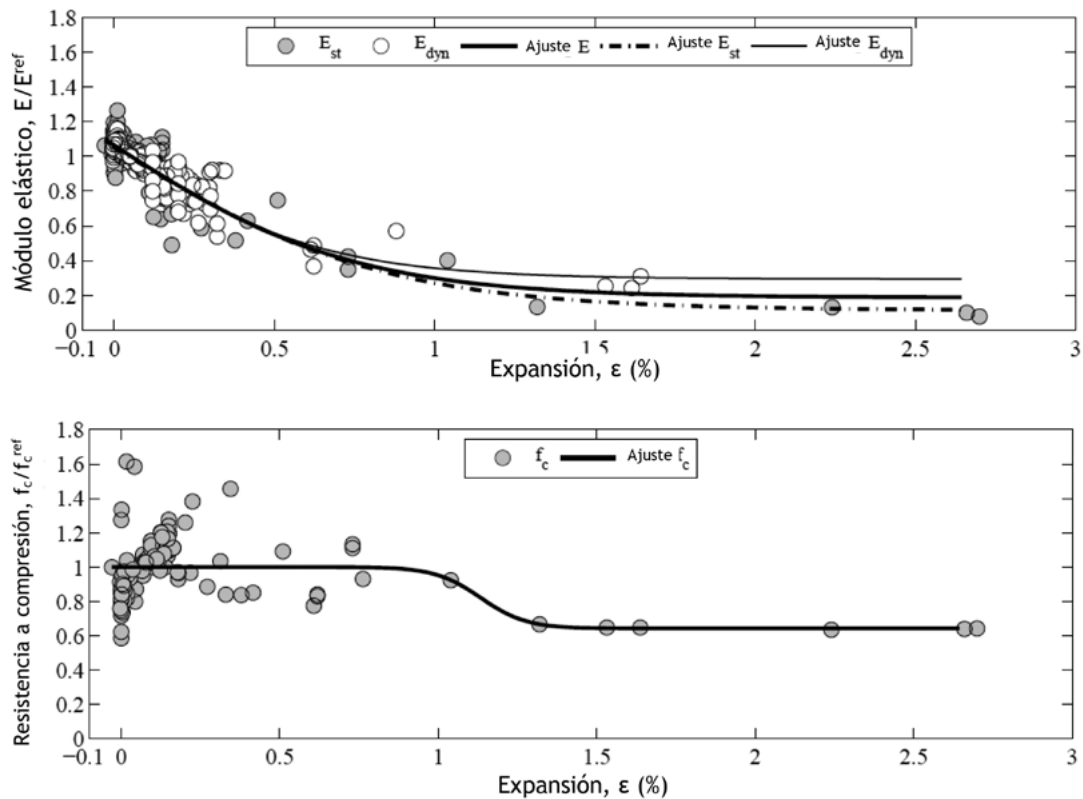 1.8
1.6
1.4
1.2
1
0.8
0.6
0.4
0.2
0
Módulo elástico, E/E^ref
E_st E_dyn Ajuste E Ajuste E_st Ajuste E_dyn
−0.1 0 0.5 1 1.5 2 2.5 3
Expansión, ε (%)
1.8
1.6
1.4
1.2
1
0.8
0.6
0.4
0.2
0
Resistencia a compresión, f_c/f_c^ref
f_c Ajuste f_c
−0.1 0 0.5 1 1.5 2 2.5 3
Expansión, ε (%)